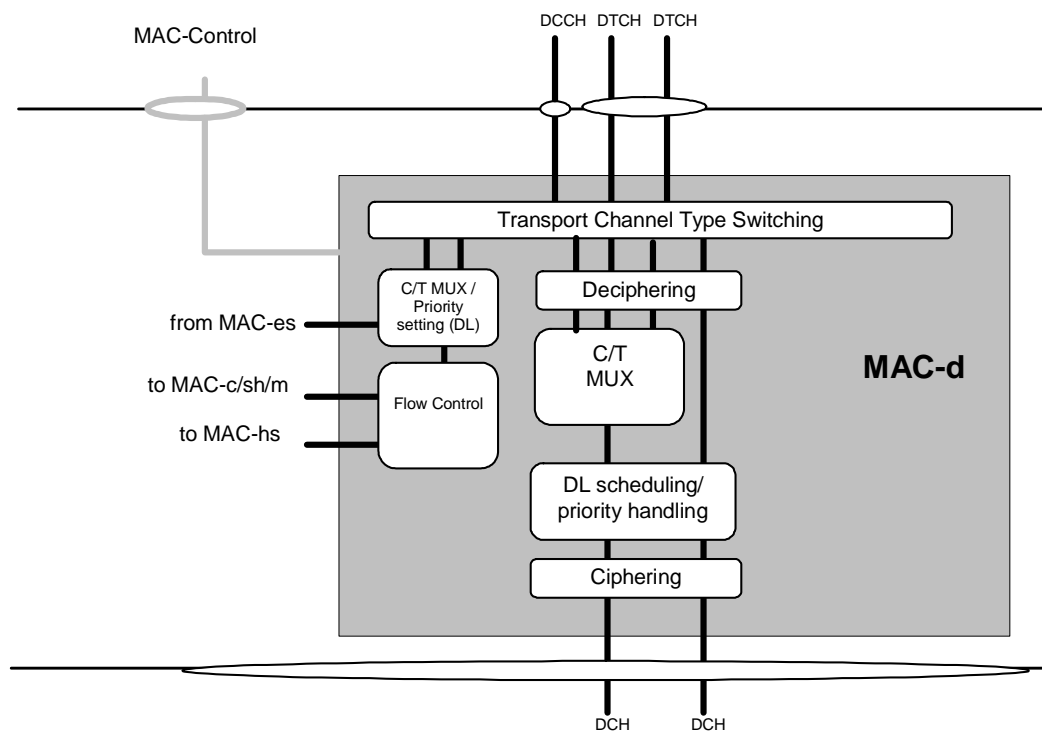 DCCH DTCH DTCH
MAC-Control
Transport Channel Type Switching
C/T MUX /
Priority
setting (DL)
Deciphering
from MAC-es
C/T
MUX
MAC-d
to MAC-c/sh/m
Flow Control
to MAC-hs
DL scheduling/
priority handling
Ciphering
DCH DCH